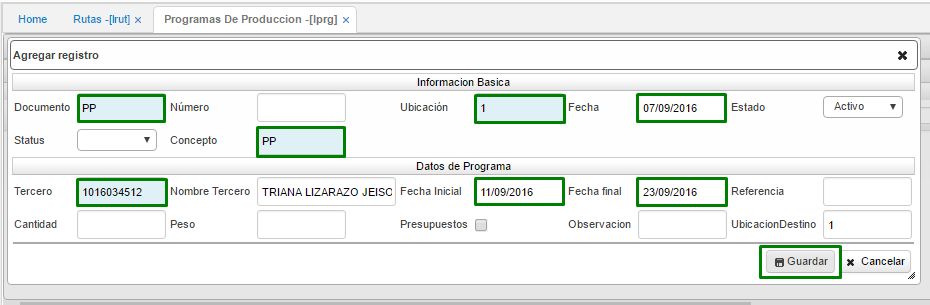 Home Rutas -[lrut] × Programas De Produccion -[lprg] ×
Agregar registro
Informacion Basica
Documento PP Número Ubicación 1 Fecha 07/09/2016 Estado Activo
Status Concepto PP
Datos de Programa
Tercero 1016034512 Nombre Tercero TRIANA LIZARAZO JEISO Fecha Inicial 11/09/2016 Fecha final 23/09/2016 Referencia
Cantidad Peso Presupuestos Observacion UbicacionDestino 1
Guardar Cancelar